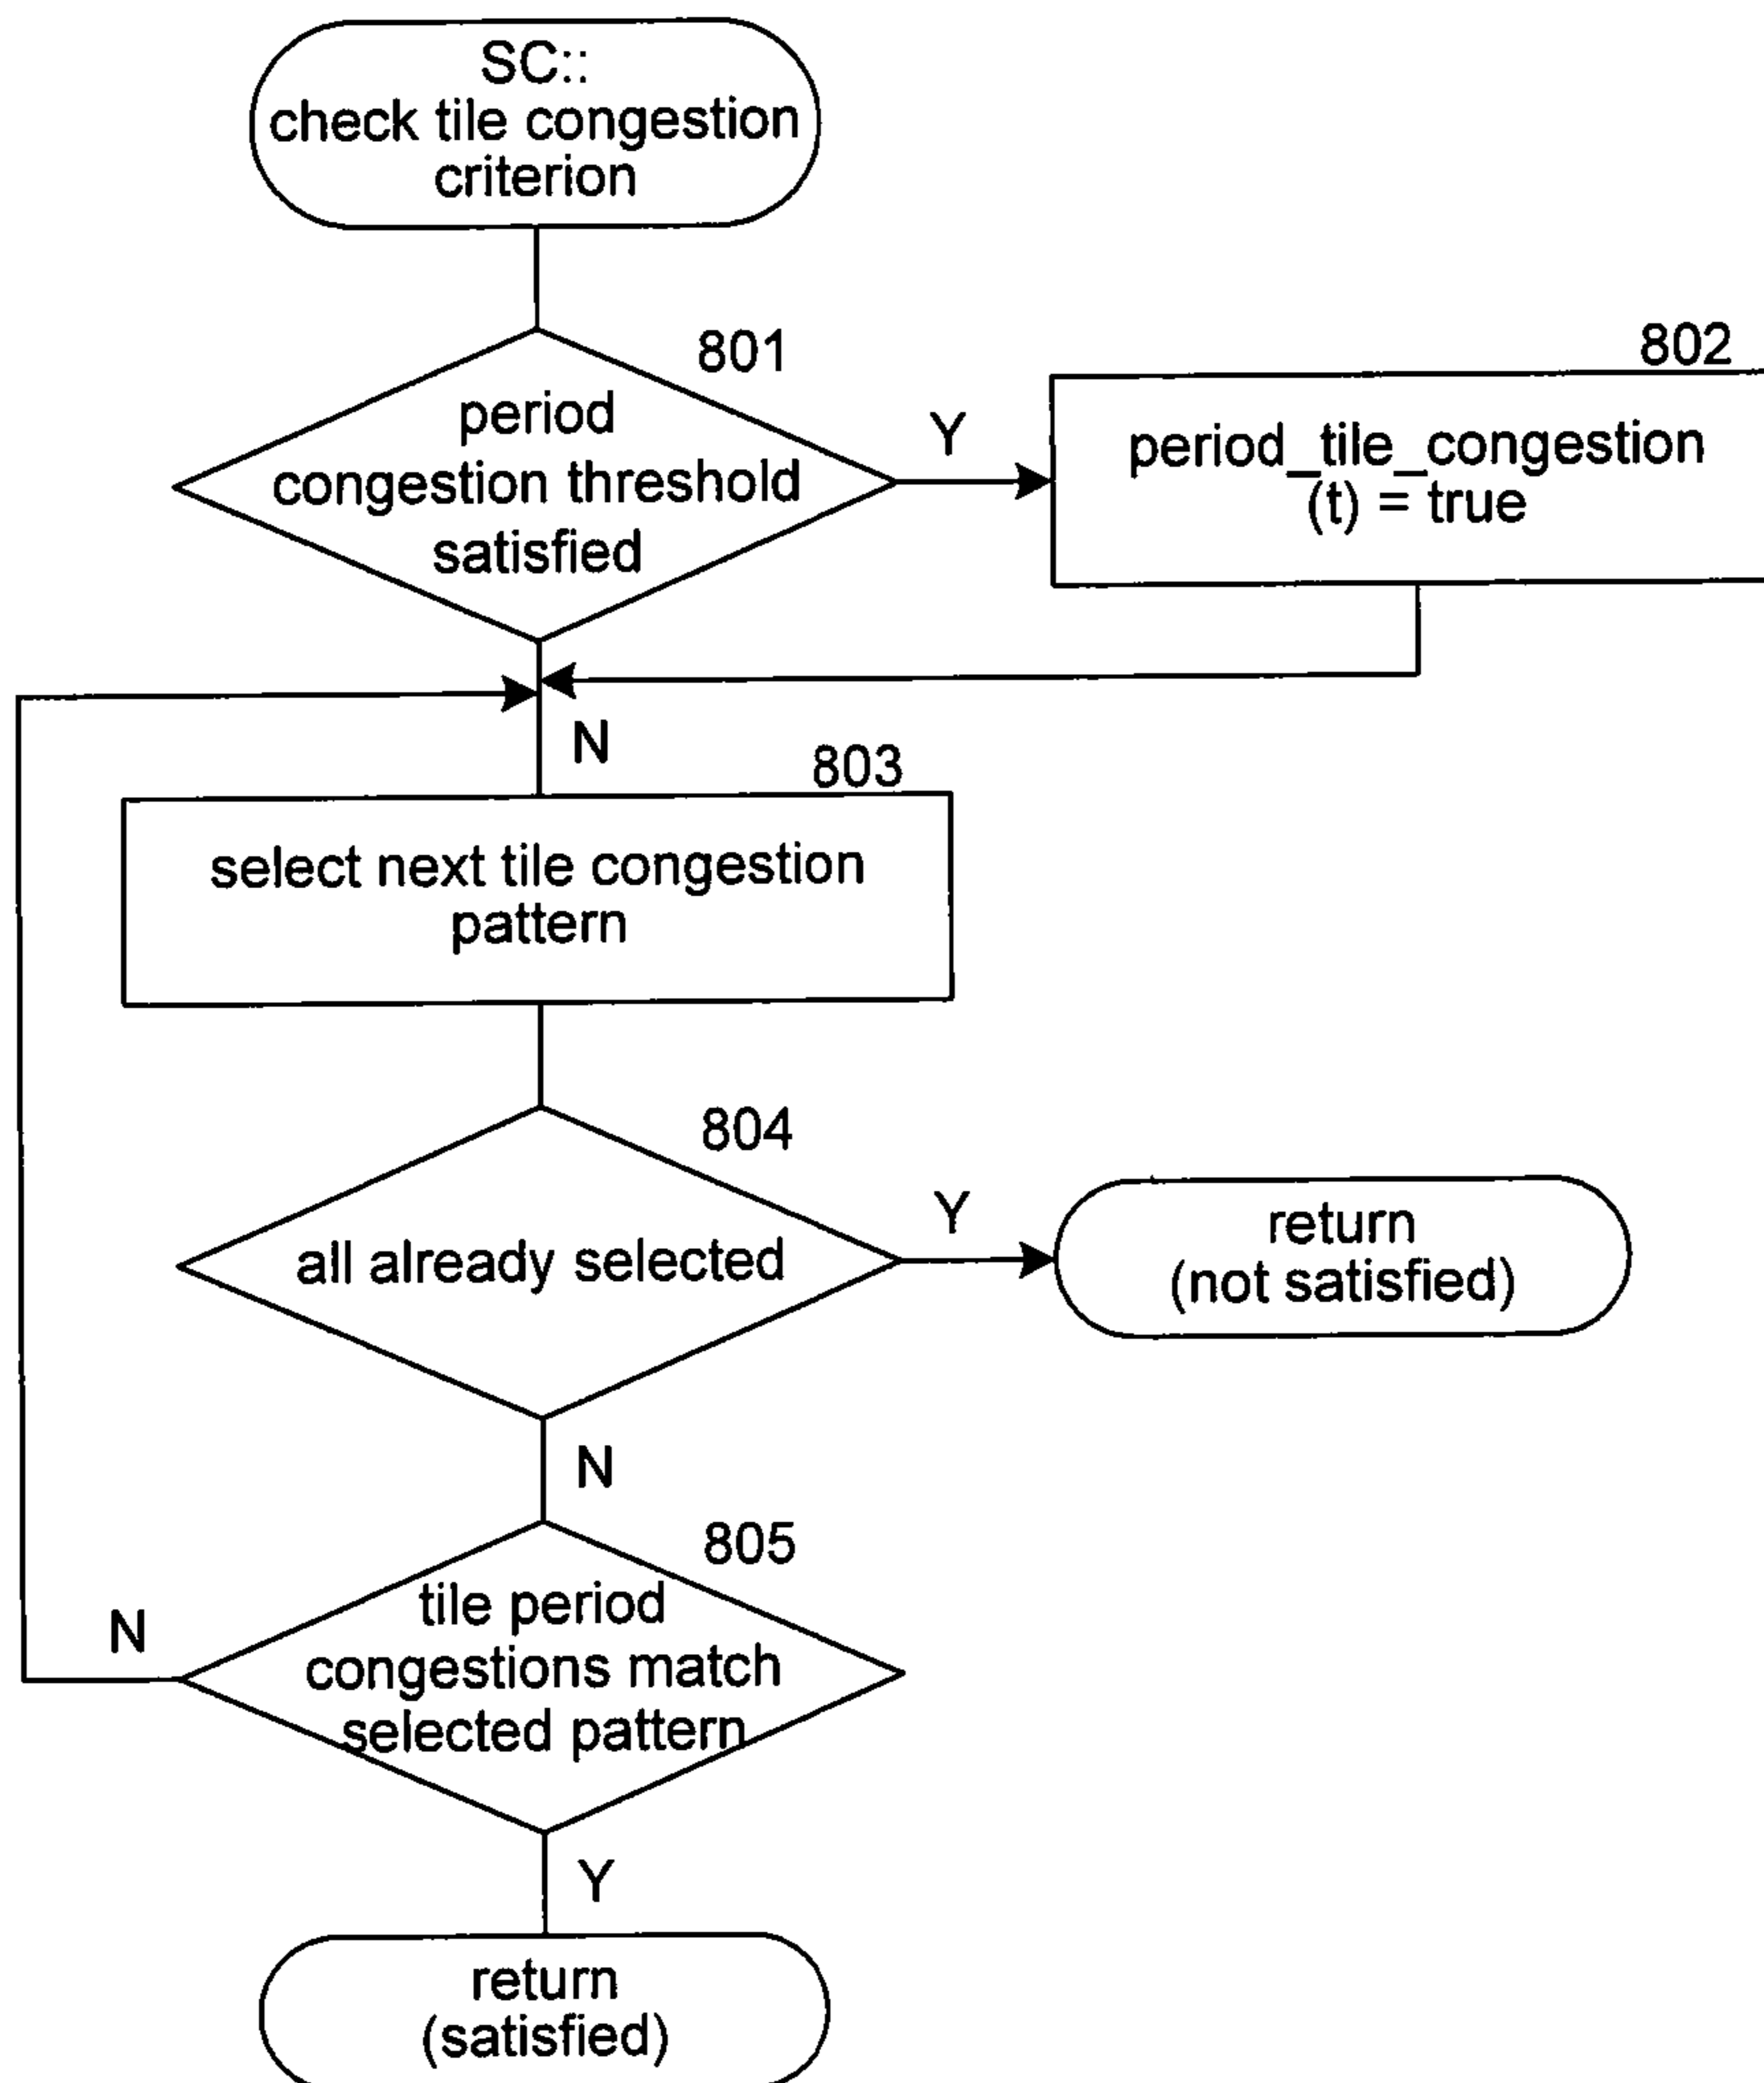 SC::
check tile congestion
criterion
801
period
congestion threshold
satisfied
Y
802
period_tile_congestion
(t) = true
N
803
select next tile congestion
pattern
804
all already selected
Y
return
(not satisfied)
N
805
tile period
congestions match
selected pattern
N
Y
return
(satisfied)